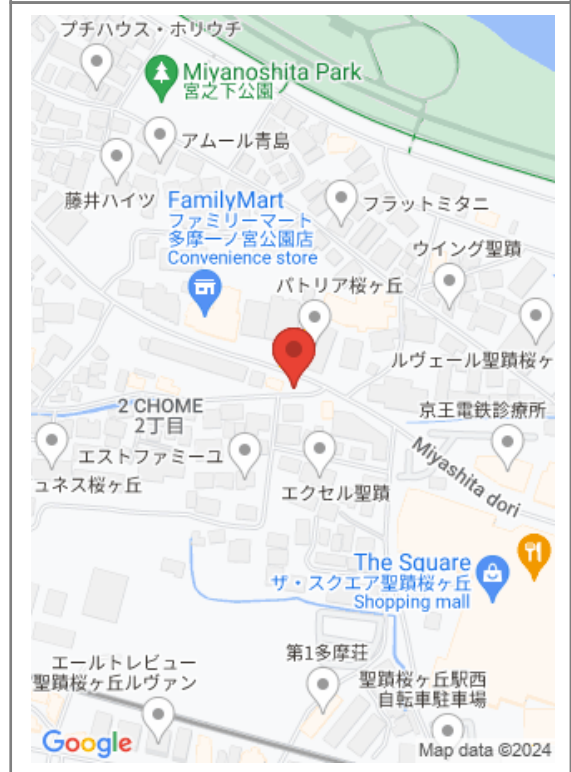 プチハウス・ホリウチ
Miyanoshita Park
宮之下公園
アムール青島
藤井ハイツ
FamilyMart
ファミリーマート
多摩一ノ宮公園店
Convenience store
フラットミタニ
ウイング聖蹟
パトリア桜ヶ丘
ルヴェール聖蹟桜ヶ
2 CHOME
2丁目
京王電鉄診療所
エストファミーユ
Miyashita dori
ュネス桜ヶ丘
エクセル聖蹟
The Square
ザ・スクエア聖蹟桜ヶ丘
Shopping mall
第1多摩荘
エールトレビュー
聖蹟桜ヶ丘ルヴァン
聖蹟桜ヶ丘駅西
自転車駐車場
Google
Map data ©2024